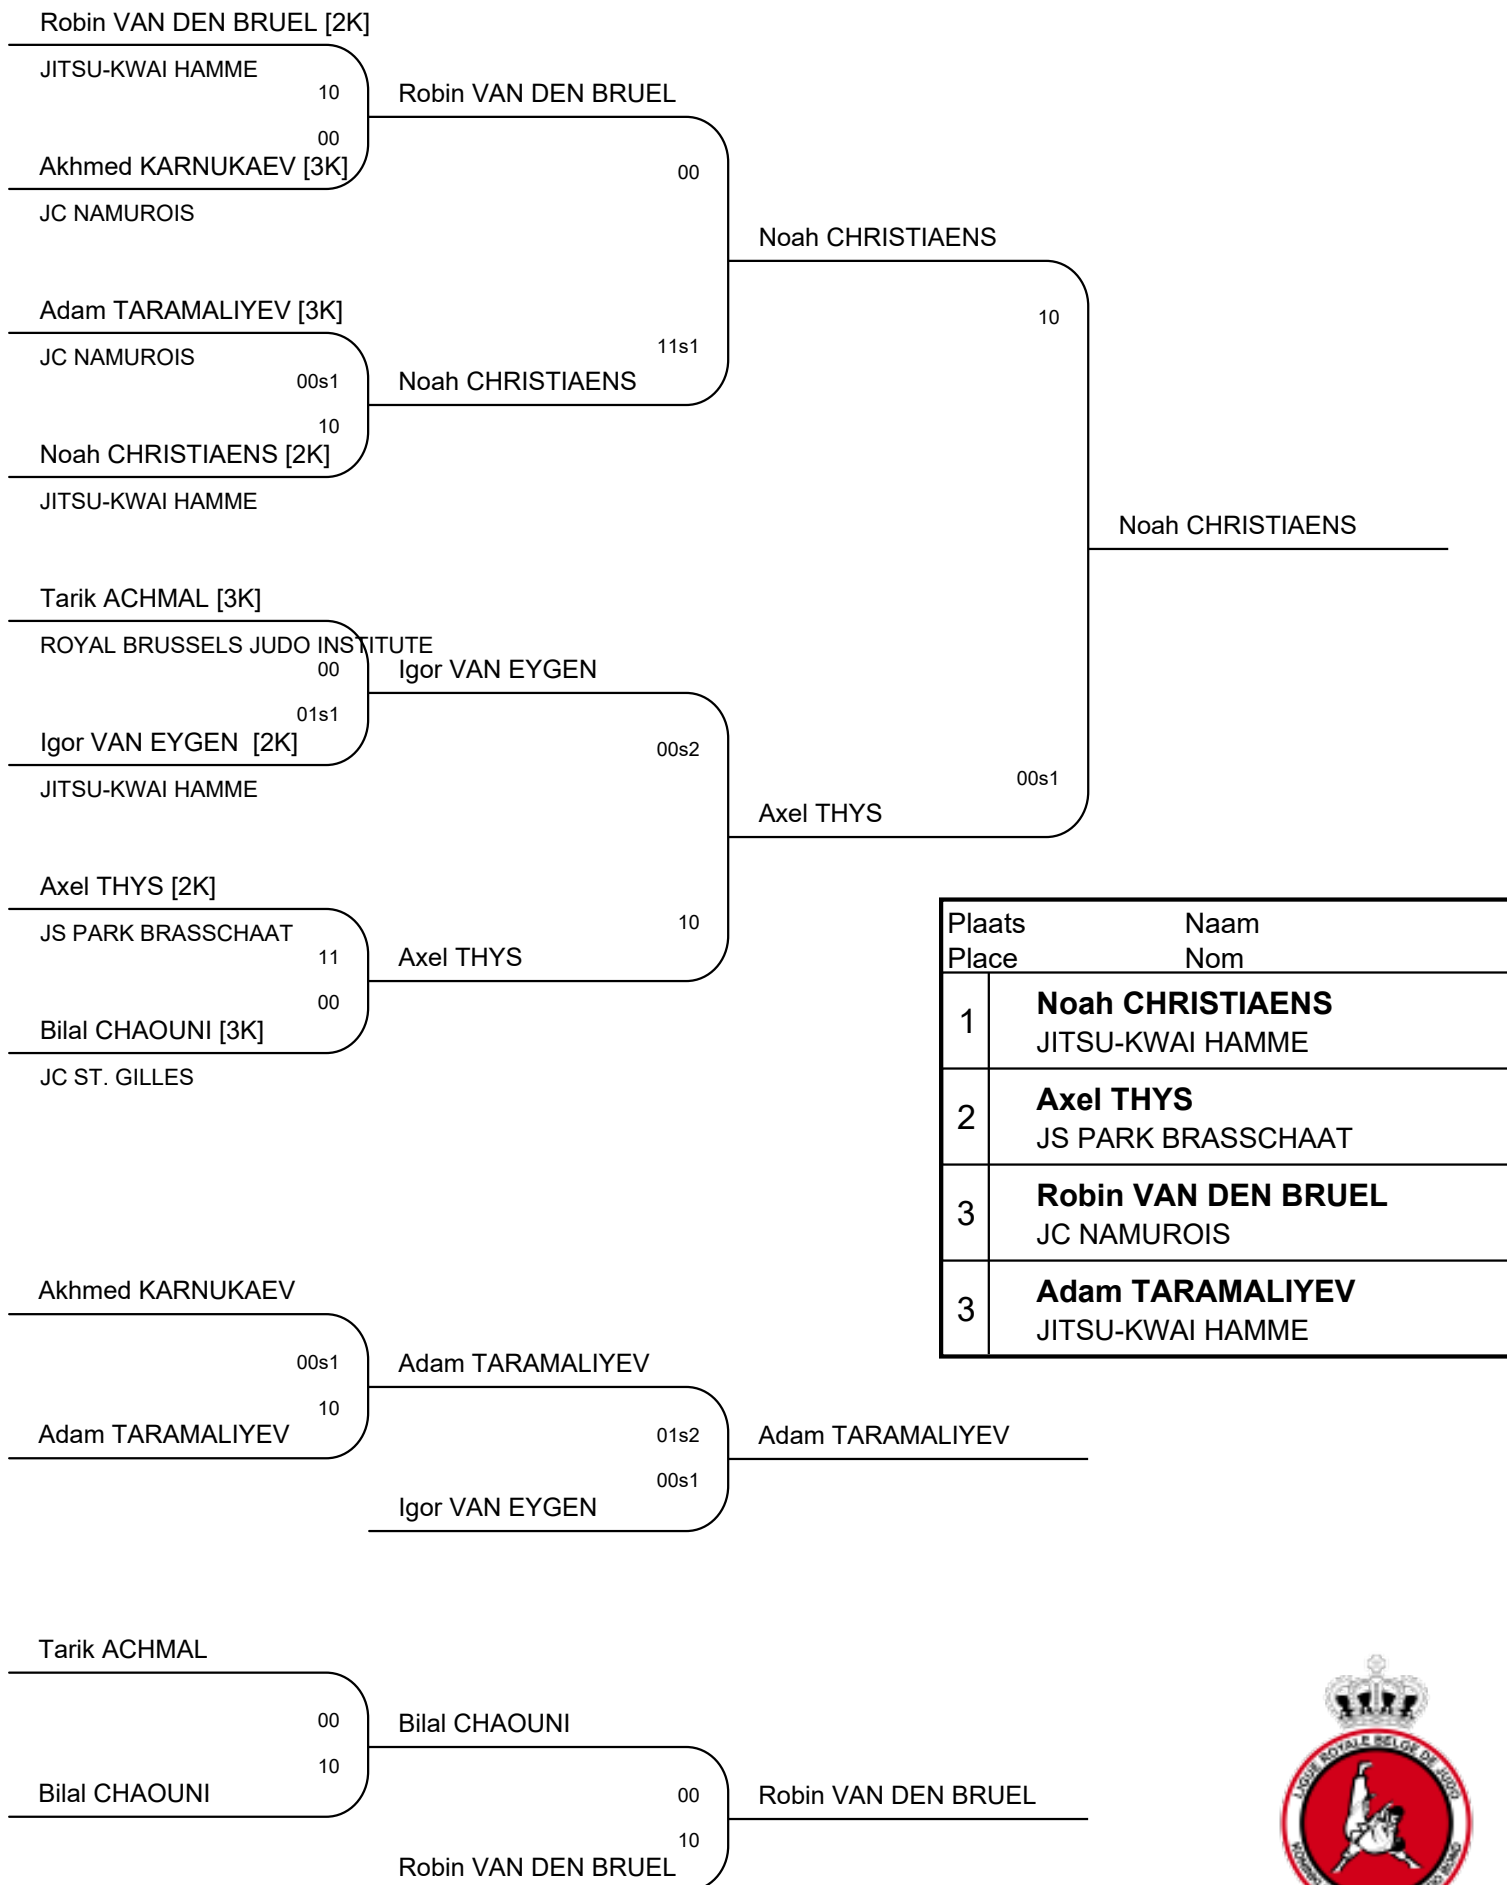 Robin VAN DEN BRUEL [2K]
JITSU-KWAI HAMME
10
Robin VAN DEN BRUEL
00
Akhmed KARNUKAEV [3K]
00
JC NAMUROIS
Noah CHRISTIAENS
Adam TARAMALIYEV [3K]
10
JC NAMUROIS
11s1
00s1
Noah CHRISTIAENS
10
Noah CHRISTIAENS [2K]
JITSU-KWAI HAMME
Noah CHRISTIAENS
Tarik ACHMAL [3K]
ROYAL BRUSSELS JUDO INSTITUTE
00
Igor VAN EYGEN
01s1
Igor VAN EYGEN [2K]
00s2
JITSU-KWAI HAMME
00s1
Axel THYS
Axel THYS [2K]
JS PARK BRASSCHAAT
10
11
Axel THYS
00
Bilal CHAOUNI [3K]
JC ST. GILLES
Plaats Naam
Place Nom
1 Noah CHRISTIAENS
JITSU-KWAI HAMME
2 Axel THYS
JS PARK BRASSCHAAT
3 Robin VAN DEN BRUEL
JC NAMUROIS
3 Adam TARAMALIYEV
JITSU-KWAI HAMME
Akhmed KARNUKAEV
00s1
Adam TARAMALIYEV
10
Adam TARAMALIYEV
01s2
Adam TARAMALIYEV
00s1
Igor VAN EYGEN
Tarik ACHMAL
00
Bilal CHAOUNI
10
Bilal CHAOUNI
00
Robin VAN DEN BRUEL
10
Robin VAN DEN BRUEL
LIGUE ROYALE BELGE DE JUDO